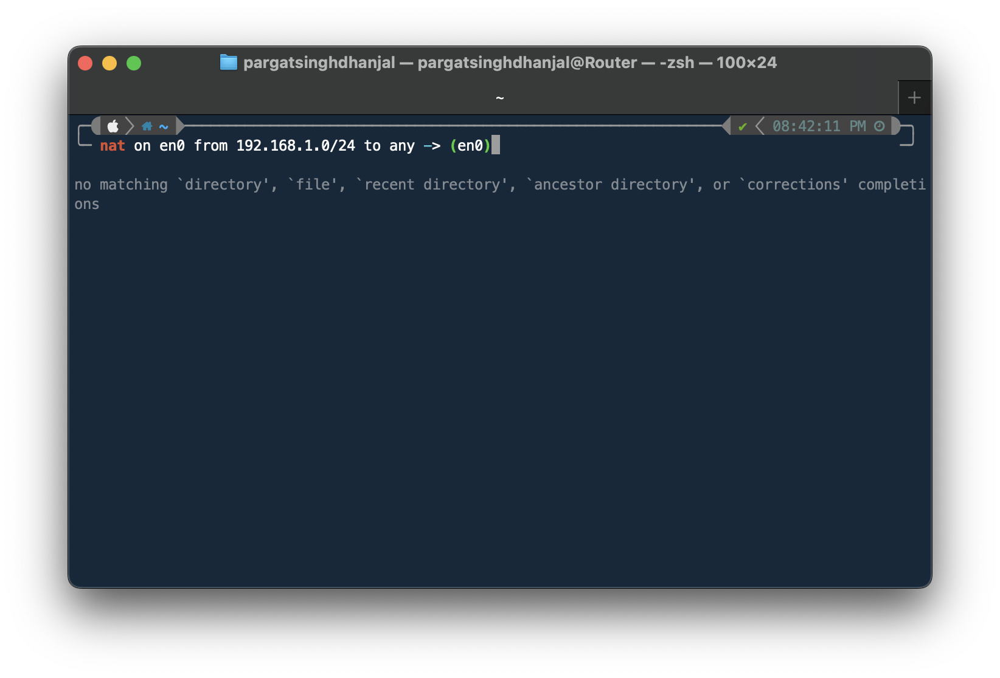 pargatsinghdhanjal — pargatsinghdhanjal@Router — -zsh — 100×24
~
~ ✔ 08:42:11 PM
nat on en0 from 192.168.1.0/24 to any -> (en0)
no matching `directory', `file', `recent directory', `ancestor directory', or `corrections' completi
ons